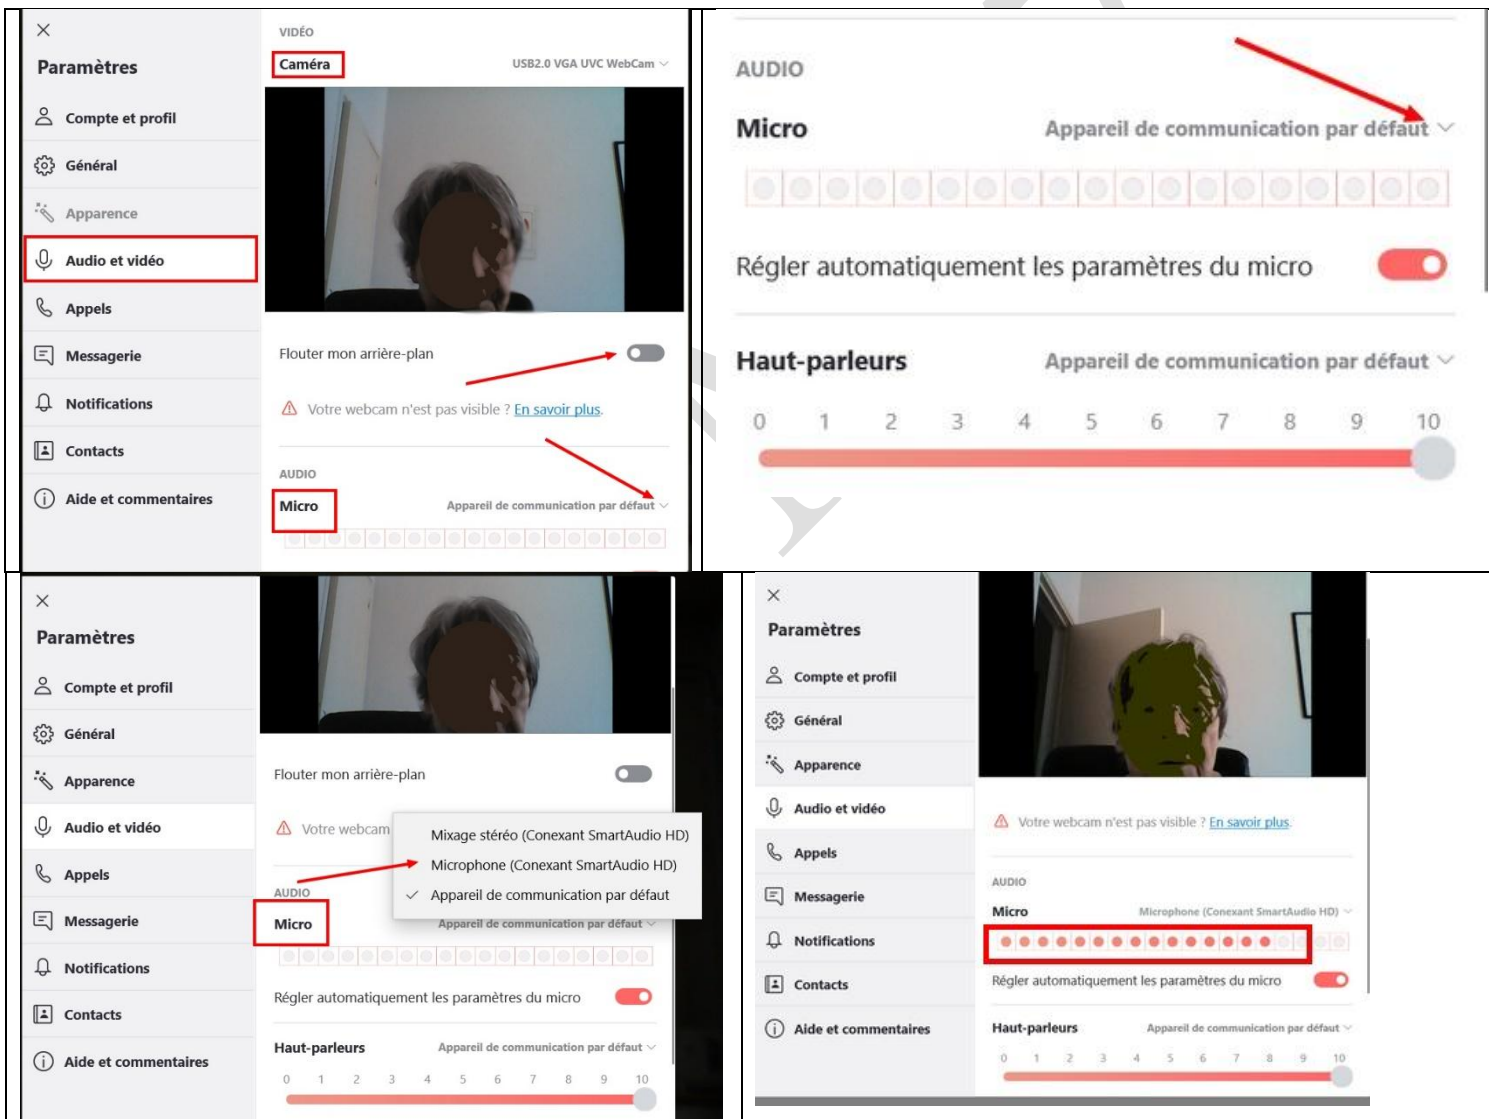 VIDÉO
Paramètres
Caméra
USB2.0 VGA UVC WebCam
Compte et profil
Général
Apparence
Audio et vidéo
Appels
Messagerie
Notifications
Contacts
Aide et commentaires
Flouter mon arrière-plan
Votre webcam n'est pas visible ? En savoir plus.
AUDIO
Micro
Appareil de communication par défaut
AUDIO
Micro
Appareil de communication par défaut
Régler automatiquement les paramètres du micro
Haut-parleurs
Appareil de communication par défaut
0 1 2 3 4 5 6 7 8 9 10
Paramètres
Compte et profil
Général
Apparence
Audio et vidéo
Appels
Messagerie
Notifications
Contacts
Aide et commentaires
Flouter mon arrière-plan
Votre webcam
Mixage stéréo (Conexant SmartAudio HD)
Microphone (Conexant SmartAudio HD)
Appareil de communication par défaut
AUDIO
Micro
Appareil de communication par défaut
Régler automatiquement les paramètres du micro
Haut-parleurs
Appareil de communication par défaut
0 1 2 3 4 5 6 7 8 9 10
Paramètres
Compte et profil
Général
Apparence
Audio et vidéo
Appels
Messagerie
Notifications
Contacts
Aide et commentaires
Votre webcam n'est pas visible ? En savoir plus.
AUDIO
Micro
Microphone (Conexant SmartAudio HD)
Régler automatiquement les paramètres du micro
Haut-parleurs
Appareil de communication par défaut
0 1 2 3 4 5 6 7 8 9 10